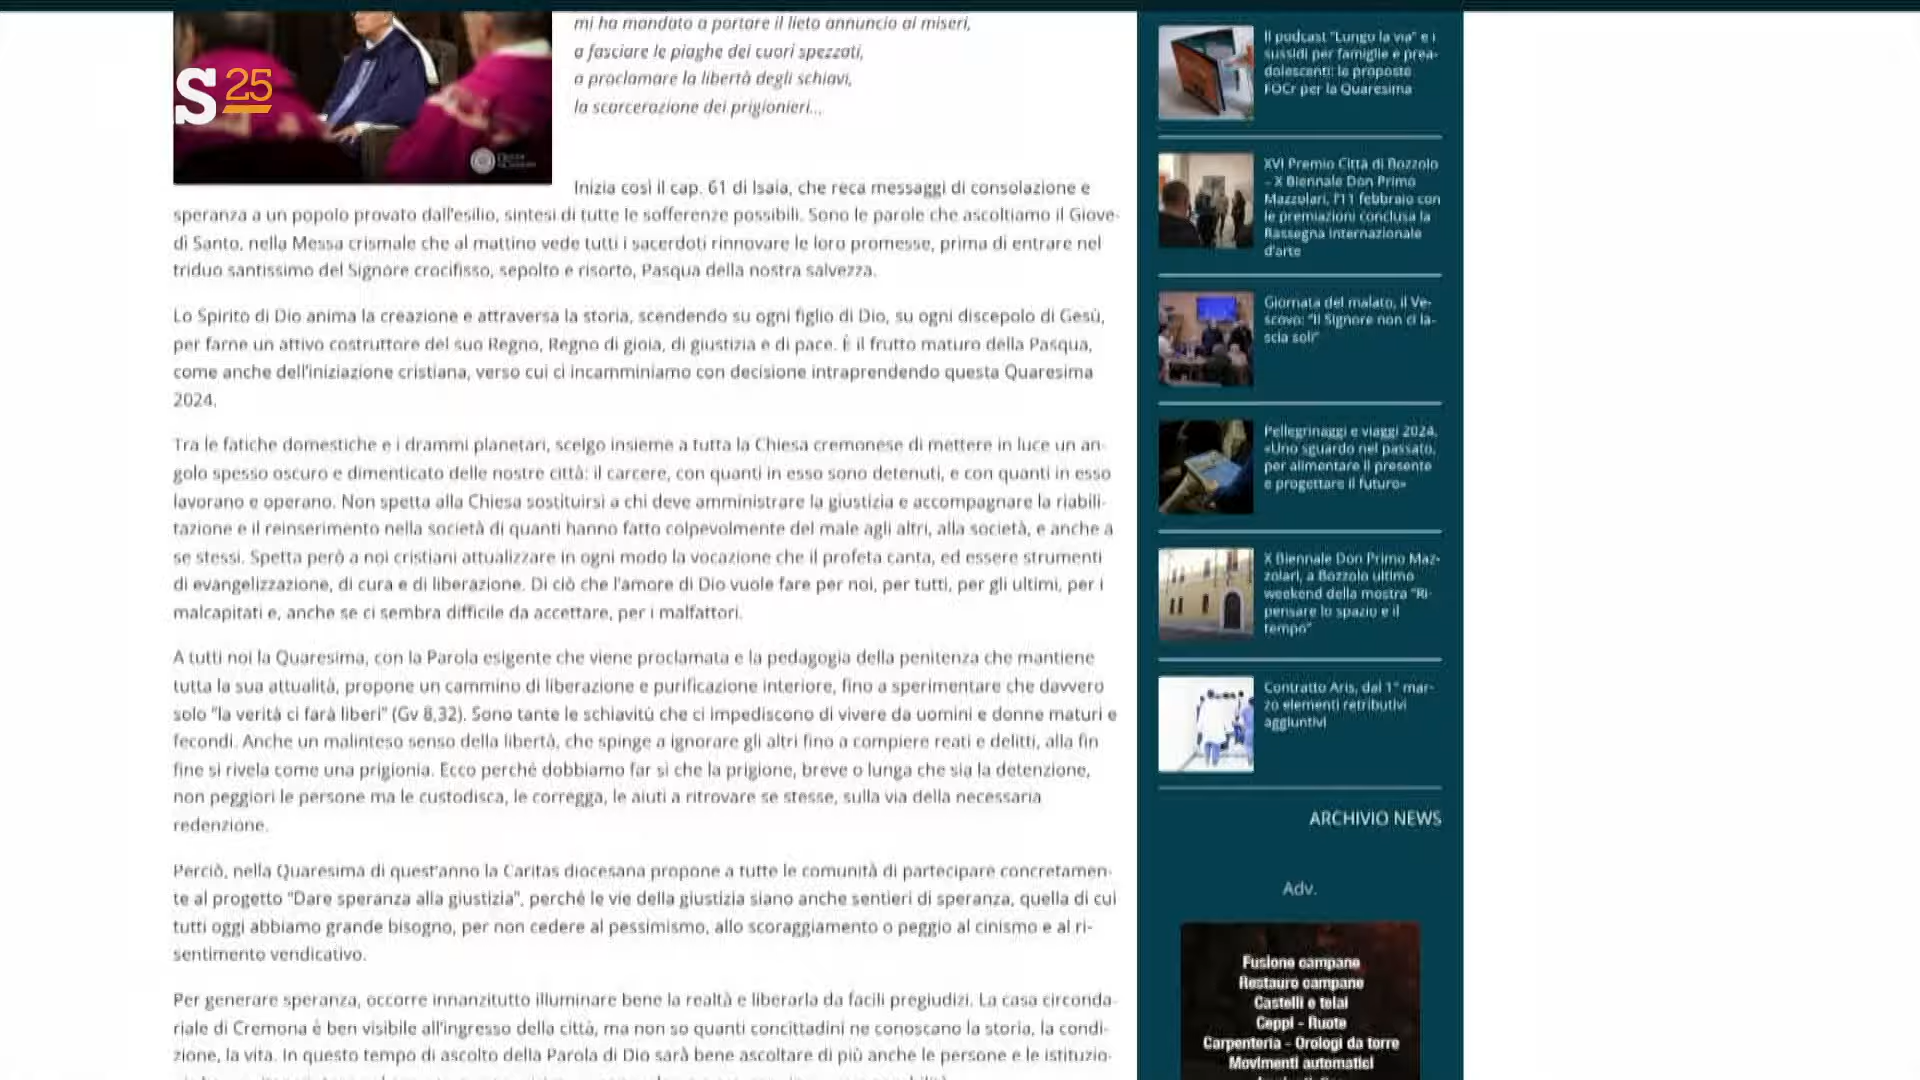 mi ha mandato a portare il lieto annuncio ai miseri,
a fasciare le piaghe dei cuori spezzati,
a proclamare la libertà degli schiavi,
la scarcerazione dei prigionieri…
S 25
Inizia così il cap. 61 di Isaia, che reca messaggi di consolazione e
speranza a un popolo provato dall'esilio, sintesi di tutte le sofferenze possibili. Sono le parole che ascoltiamo il Giove-
dì Santo, nella Messa crismale che al mattino vede tutti i sacerdoti rinnovare le loro promesse, prima di entrare nel
triduo santissimo del Signore crocifisso, sepolto e risorto, Pasqua della nostra salvezza.
Lo Spirito di Dio anima la creazione e attraversa la storia, scendendo su ogni figlio di Dio, su ogni discepolo di Gesù,
per farne un attivo costruttore del suo Regno, Regno di gioia, di giustizia e di pace. È il frutto maturo della Pasqua,
come anche dell'iniziazione cristiana, verso cui ci incamminiamo con decisione intraprendendo questa Quaresima
2024.
Tra le fatiche domestiche e i drammi planetari, scelgo insieme a tutta la Chiesa cremonese di mettere in luce un an-
golo spesso oscuro e dimenticato delle nostre città: il carcere, con quanti in esso sono detenuti, e con quanti in esso
lavorano e operano. Non spetta alla Chiesa sostituirsi a chi deve amministrare la giustizia e accompagnare la riabili-
tazione e il reinserimento nella società di quanti hanno fatto colpevolmente del male agli altri, alla società, e anche a
se stessi. Spetta però a noi cristiani attualizzare in ogni modo la vocazione che il profeta canta, ed essere strumenti
di evangelizzazione, di cura e di liberazione. Di ciò che l'amore di Dio vuole fare per noi, per tutti, per gli ultimi, per i
malcapitati e, anche se ci sembra difficile da accettare, per i malfattori.
A tutti noi la Quaresima, con la Parola esigente che viene proclamata e la pedagogia della penitenza che mantiene
tutta la sua attualità, propone un cammino di liberazione e purificazione interiore, fino a sperimentare che davvero
solo "la verità ci farà liberi" (Gv 8,32). Sono tante le schiavitù che ci impediscono di vivere da uomini e donne maturi e
fecondi. Anche un malinteso senso della libertà, che spinge a ignorare gli altri fino a compiere reati e delitti, alla fin
fine si rivela come una prigionia. Ecco perché dobbiamo far sì che la prigione, breve o lunga che sia la detenzione,
non peggiori le persone ma le custodisca, le corregga, le aiuti a ritrovare se stesse, sulla via della necessaria
redenzione.
Perciò, nella Quaresima di quest'anno la Caritas diocesana propone a tutte le comunità di partecipare concretamen-
te al progetto "Dare speranza alla giustizia", perché le vie della giustizia siano anche sentieri di speranza, quella di cui
tutti oggi abbiamo grande bisogno, per non cedere al pessimismo, allo scoraggiamento o peggio al cinismo e al ri-
sentimento vendicativo.
Per generare speranza, occorre innanzitutto illuminare bene la realtà e liberarla da facili pregiudizi. La casa circonda-
riale di Cremona è ben visibile all'ingresso della città, ma non so quanti concittadini ne conoscano la storia, la condi-
zione, la vita. In questo tempo di ascolto della Parola di Dio sarà bene ascoltare di più anche le persone e le istituzio-
Il podcast "Lungo la via" e i
sussidi per famiglie e prea-
dolescenti: le proposte
FOCr per la Quaresima
XVI Premio Città di Bozzolo
– X Biennale Don Primo
Mazzolari, l'11 febbraio con
le premiazioni conclusa la
Rassegna internazionale
d'arte
Giornata del malato, il Ve-
scovo: "Il Signore non ci la-
scia soli"
Pellegrinaggi e viaggi 2024,
«Uno sguardo nel passato,
per alimentare il presente
e progettare il futuro»
X Biennale Don Primo Maz-
zolari, a Bozzolo ultimo
weekend della mostra "Ri-
pensare lo spazio e il
tempo"
Contratto Aris, dal 1° mar-
zo elementi retributivi
aggiuntivi
ARCHIVIO NEWS
Adv.
Fusione campane
Restauro campane
Castelli e telai
Ceppi - Ruote
Carpenteria - Orologi da torre
Movimenti automatici